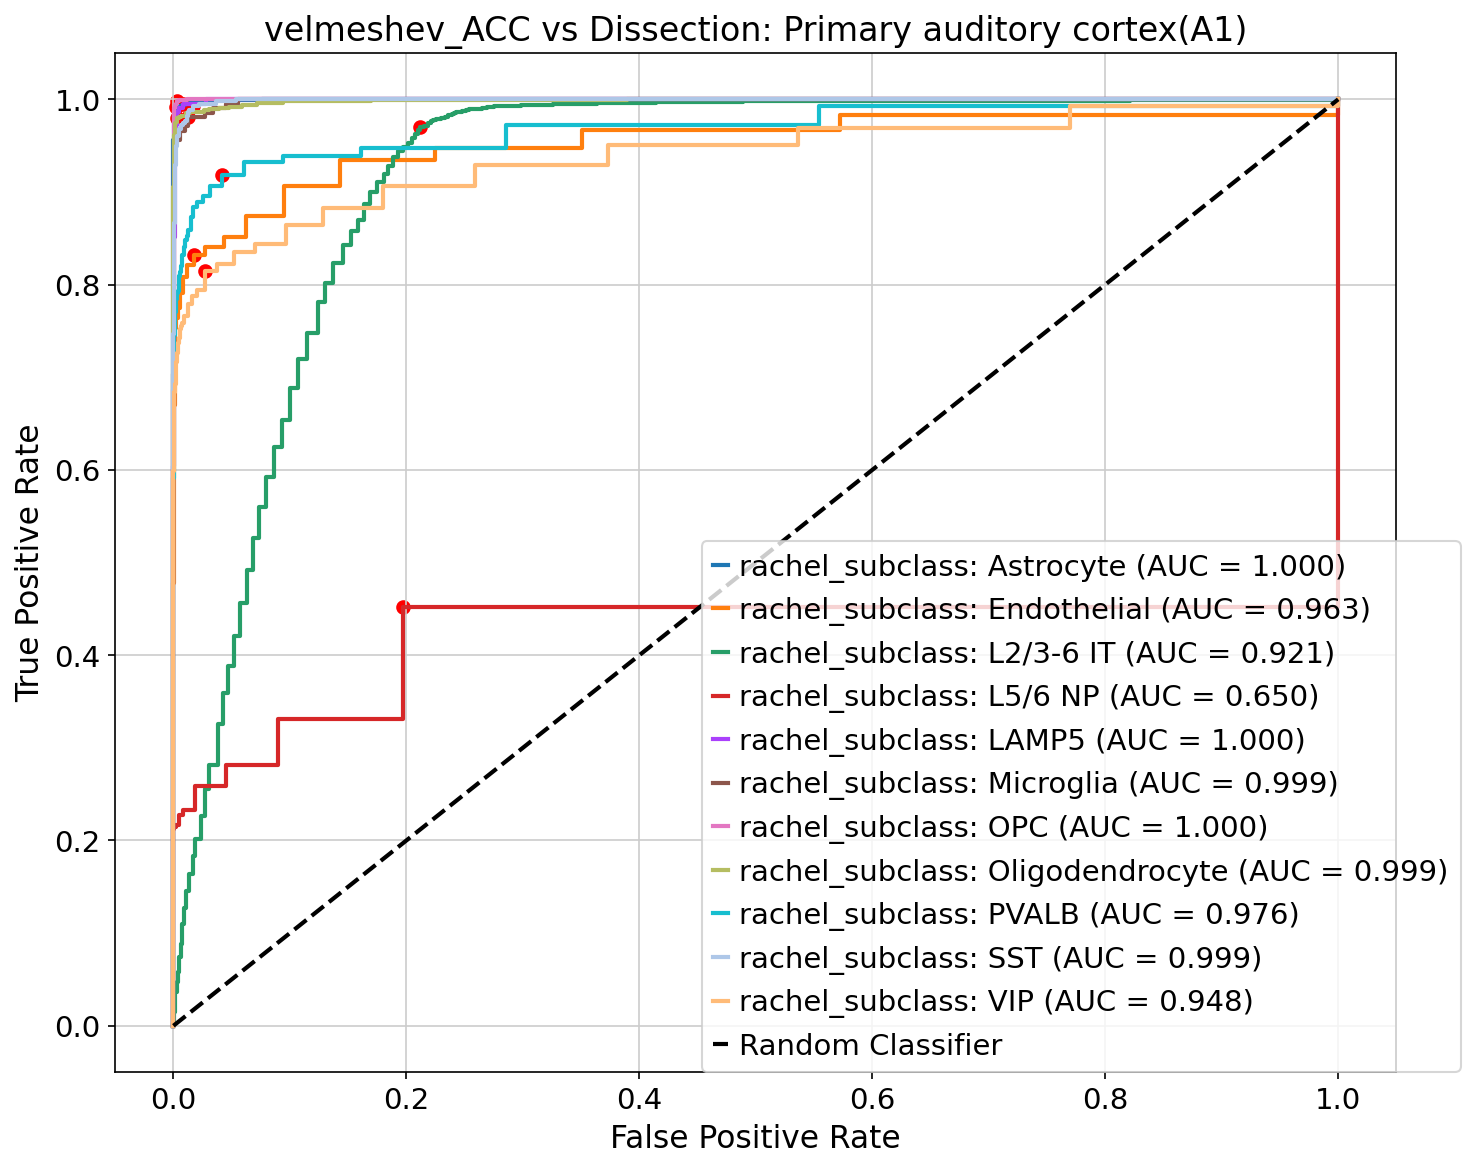 velmeshev_ACC vs Dissection: Primary auditory cortex(A1)
True Positive Rate
1.0
0.8
0.6
0.4
0.2
0.0
rachel_subclass: Astrocyte (AUC = 1.000)
rachel_subclass: Endothelial (AUC = 0.963)
rachel_subclass: L2/3-6 IT (AUC = 0.921)
rachel_subclass: L5/6 NP (AUC = 0.650)
rachel_subclass: LAMP5 (AUC = 1.000)
rachel_subclass: Microglia (AUC = 0.999)
rachel_subclass: OPC (AUC = 1.000)
rachel_subclass: Oligodendrocyte (AUC = 0.999)
rachel_subclass: PVALB (AUC = 0.976)
rachel_subclass: SST (AUC = 0.999)
rachel_subclass: VIP (AUC = 0.948)
Random Classifier
0.0 0.2 0.4 0.6 0.8 1.0
False Positive Rate